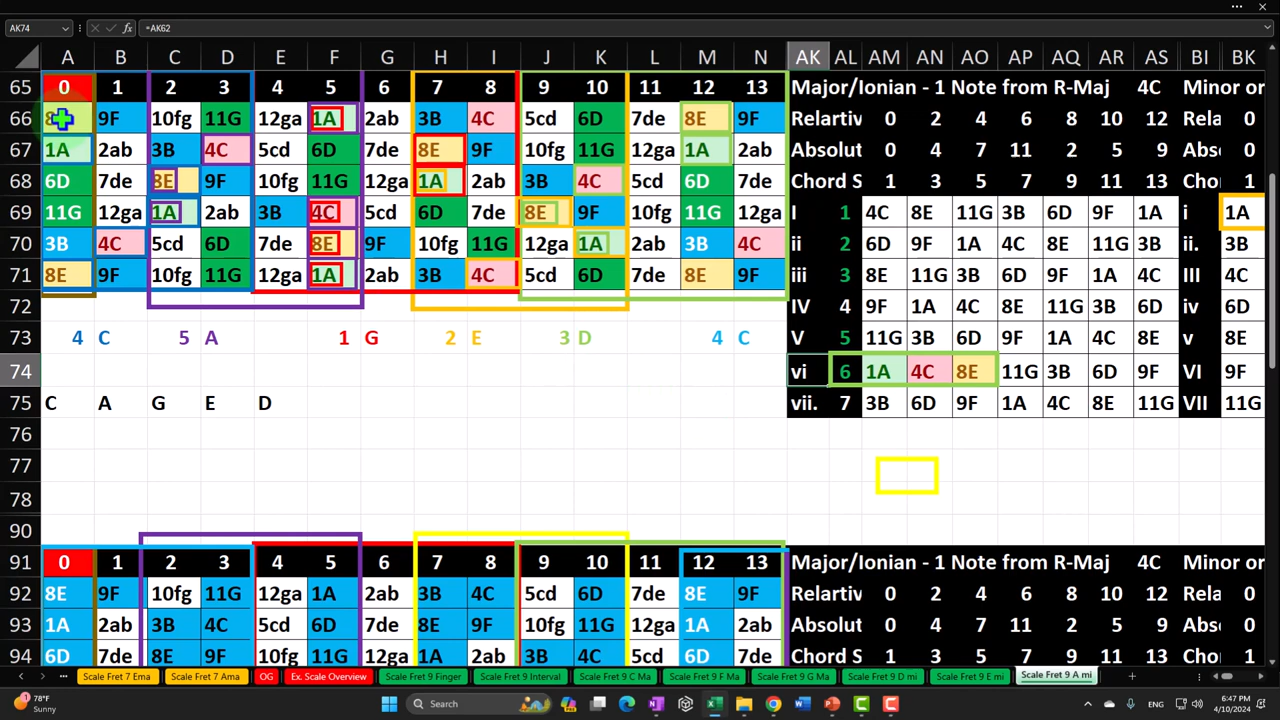 AK74 fx =AK62
A B C D E F G H I J K L M N AK AL AM AN AO AP AQ AR AS BI BK
65 0 1 2 3 4 5 6 7 8 9 10 11 12 13 Major/Ionian - 1 Note from R-Maj 4C Minor or
66 9F 10fg 11G 12ga 1A 2ab 3B 4C 5cd 6D 7de 8E 9F Relartiv 0 2 4 6 8 10 12 Relar 0
67 1A 2ab 3B 4C 5cd 6D 7de 8E 9F 10fg 11G 12ga 1A 2ab Absolut 0 4 7 11 2 5 9 Abso 0
68 6D 7de 8E 9F 10fg 11G 12ga 1A 2ab 3B 4C 5cd 6D 7de Chord S 1 3 5 7 9 11 13 Chor 1
69 11G 12ga 1A 2ab 3B 4C 5cd 6D 7de 8E 9F 10fg 11G 12ga I 1 4C 8E 11G 3B 6D 9F 1A i 1A
70 3B 4C 5cd 6D 7de 8E 9F 10fg 11G 12ga 1A 2ab 3B 4C ii 2 6D 9F 1A 4C 8E 11G 3B ii. 3B
71 8E 9F 10fg 11G 12ga 1A 2ab 3B 4C 5cd 6D 7de 8E 9F iii 3 8E 11G 3B 6D 9F 1A 4C III 4C
72 IV 4 9F 1A 4C 8E 11G 3B 6D iv 6D
73 4 C 5 A 1 G 2 E 3 D 4 C V 5 11G 3B 6D 9F 1A 4C 8E v 8E
74 vi 6 1A 4C 8E 11G 3B 6D 9F VI 9F
75 C A G E D vii. 7 3B 6D 9F 1A 4C 8E 11G VII 11G
76
77
78
90
91 0 1 2 3 4 5 6 7 8 9 10 11 12 13 Major/Ionian - 1 Note from R-Maj 4C Minor or
92 8E 9F 10fg 11G 12ga 1A 2ab 3B 4C 5cd 6D 7de 8E 9F Relartiv 0 2 4 6 8 10 12 Relar 0
93 1A 2ab 3B 4C 5cd 6D 7de 8E 9F 10fg 11G 12ga 1A 2ab Absolut 0 4 7 11 2 5 9 Abso 0
94 6D 7de 8E 9F 10fg 11G 12ga 1A 2ab 3B 4C 5cd 6D 7de Chord S 1 3 5 7 9 11 13 Chor 1
... Scale Fret 7 Ema Scale Fret 7 Ama OG Ex. Scale Overview Scale Fret 9 Finger Scale Fret 9 Interval Scale Fret 9 C Ma Scale Fret 9 F Ma Scale Fret 9 G Ma Scale Fret 9 D mi Scale Fret 9 E mi Scale Fret 9 A mi
78°F Sunny Search 6:47 PM 4/10/2024